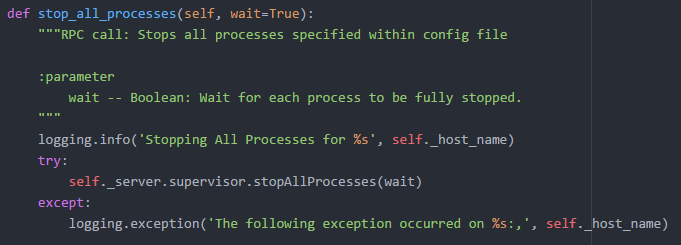 def stop_all_processes(self, wait=True):
    """RPC call: Stops all processes specified within config file

    :parameter
        wait -- Boolean: Wait for each process to be fully stopped.
    """
    logging.info('Stopping All Processes for %s', self._host_name)
    try:
        self._server.supervisor.stopAllProcesses(wait)
    except:
        logging.exception('The following exception occurred on %s:,', self._host_name)